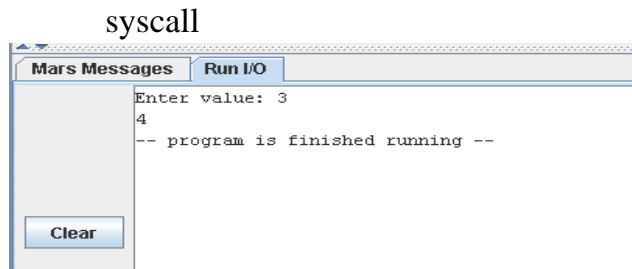 syscall
Mars Messages Run I/O
Enter value: 3
4
-- program is finished running --
Clear